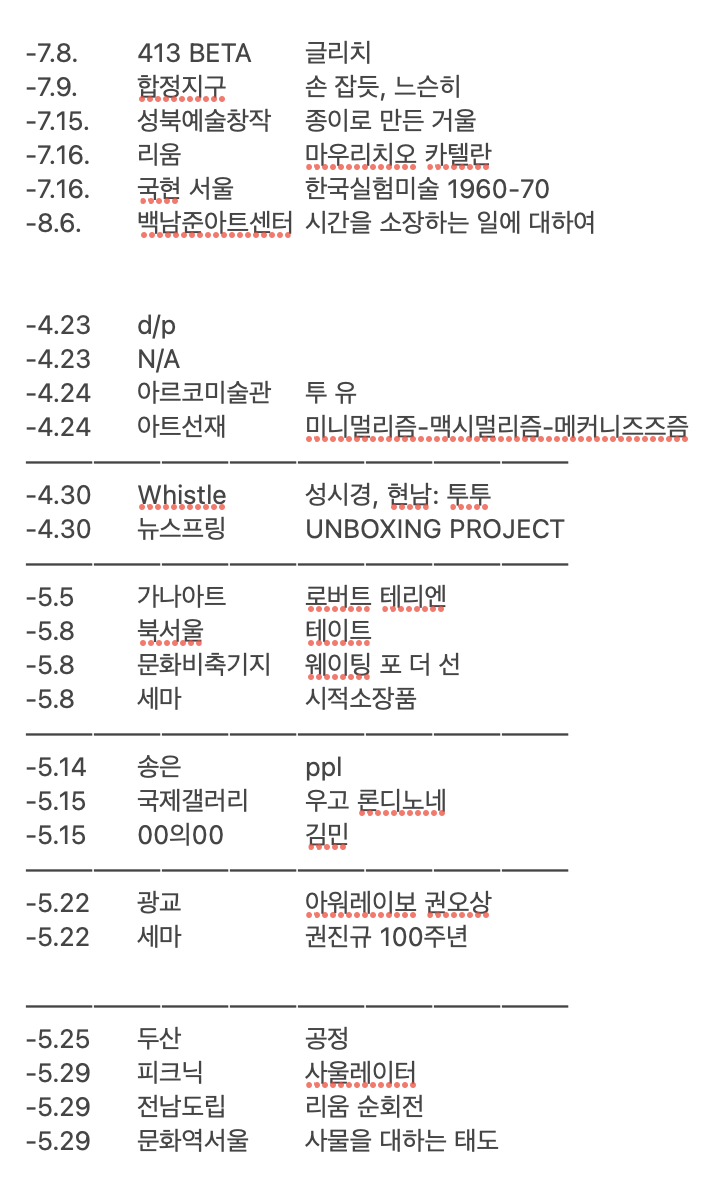 -7.8. 413 BETA 글리치
-7.9. 합정지구 손 잡듯, 느슨히
-7.15. 성북예술창작 종이로 만든 거울
-7.16. 리움 마우리치오 카텔란
-7.16. 국현 서울 한국실험미술 1960-70
-8.6. 백남준아트센터 시간을 소장하는 일에 대하여
-4.23 d/p
-4.23 N/A
-4.24 아르코미술관 투 유
-4.24 아트선재 미니멀리즘-맥시멀리즘-메커니즈즈즘
-4.30 Whistle 성시경, 현남: 투투
-4.30 뉴스프링 UNBOXING PROJECT
-5.5 가나아트 로버트 테리엔
-5.8 북서울 테이트
-5.8 문화비축기지 웨이팅 포 더 선
-5.8 세마 시적소장품
-5.14 송은 ppl
-5.15 국제갤러리 우고 론디노네
-5.15 00의00 김민
-5.22 광교 아워레이보 권오상
-5.22 세마 권진규 100주년
-5.25 두산 공정
-5.29 피크닉 사울레이터
-5.29 전남도립 리움 순회전
-5.29 문화역서울 사물을 대하는 태도